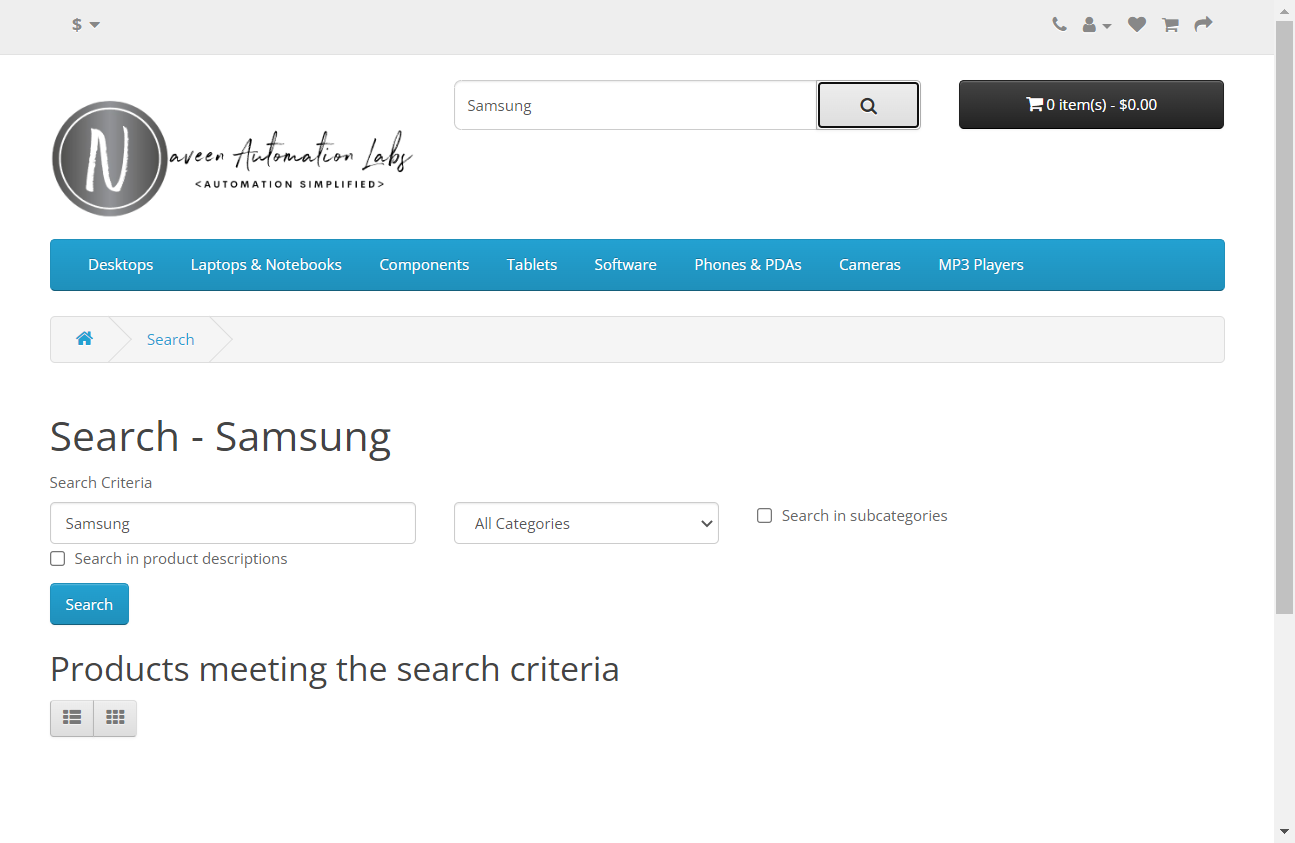 $
Samsung
0 item(s) - $0.00
N
aveen Automation Labs
<AUTOMATION SIMPLIFIED>
Desktops Laptops & Notebooks Components Tablets Software Phones & PDAs Cameras MP3 Players
Search
Search - Samsung
Search Criteria
Samsung All Categories Search in subcategories
Search in product descriptions
Search
Products meeting the search criteria